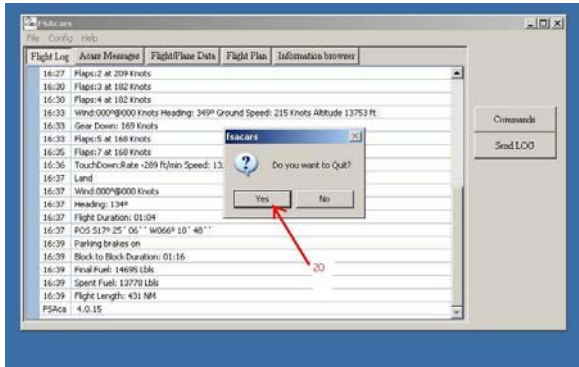 FSAcars
File Config Help
Flight Log Acars Messages Flight/Plane Data Flight Plan Information browser
16:27 Flaps:2 at 209 Knots
16:30 Flaps:3 at 182 Knots
16:30 Flaps:4 at 182 Knots
16:33 Wind:000º@000 Knots Heading: 349º Ground Speed: 215 Knots Altitude 13753 ft
16:33 Gear Down: 169 Knots
16:33 Flaps:5 at 168 Knots
16:35 Flaps:7 at 160 Knots
16:36 TouchDown:Rate -289 ft/min Speed: 13
16:37 Land
16:37 Wind:000º@000 Knots
16:37 Heading: 134º
16:37 Flight Duration: 01:04
16:37 POS S17º 25' 06'' W066º 10' 48''
16:39 Parking brakes on
16:39 Block to Block Duration: 01:16
16:39 Final Fuel: 14695 Lbls
16:39 Spent Fuel: 13778 Lbls
16:39 Flight Length: 431 NM
FSAca 4.0.15
Commands
Send LOG
fsacars
Do you want to Quit?
Yes No
20